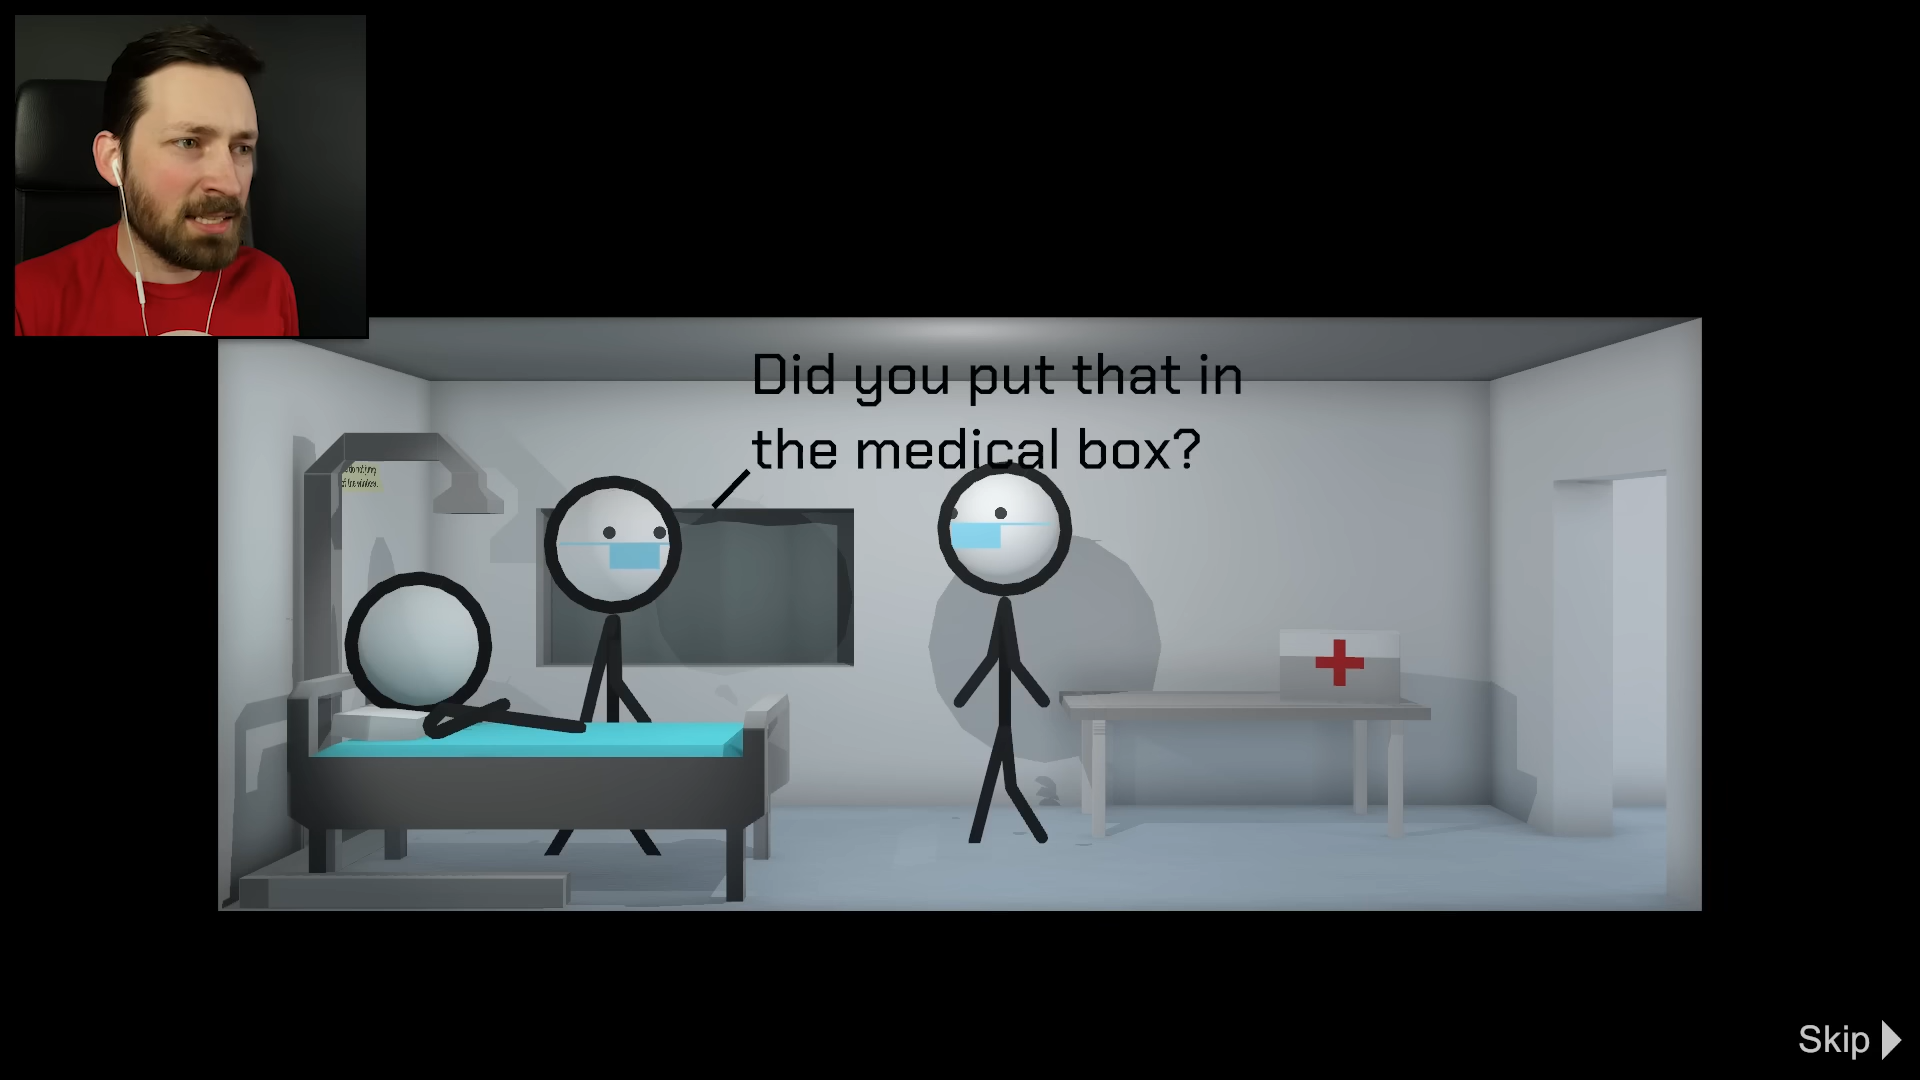 Did you put that in
the medical box?
Skip